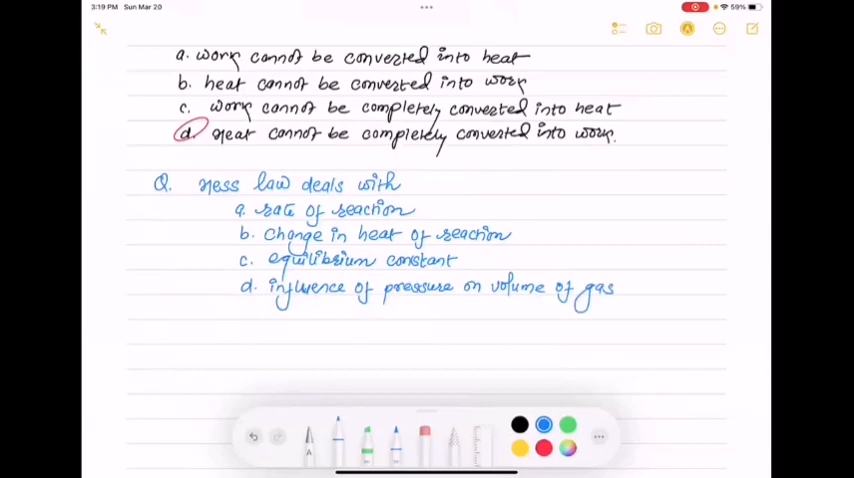 3:19 PM Sun Mar 20
59%
a. work cannot be converted into heat
b. heat cannot be converted into work
c. work cannot be completely converted into heat
d. Heat cannot be completely converted into work.
Q. Hess law deals with
a. rate of reaction
b. change in heat of reaction
c. equilibrium constant
d. influence of pressure on volume of gas
A